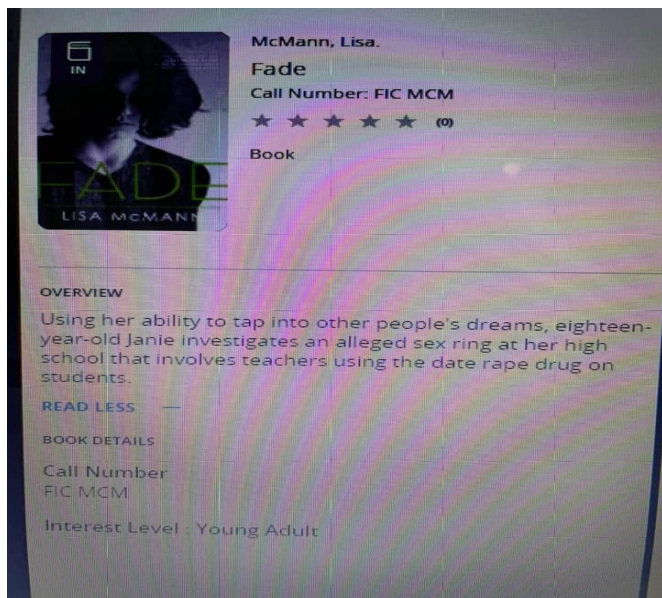 McMann, Lisa.
6
IN
Fade
Call Number: FIC MCM
(0)
Book
FADE
LISA McMANN
OVERVIEW
Using her ability to tap into other people's dreams, eighteen-
year-old Janie investigates an alleged sex ring at her high
school that involves teachers using the date rape drug on
students.
READ LESS —
BOOK DETAILS
Call Number
FIC MCM
Interest Level : Young Adult